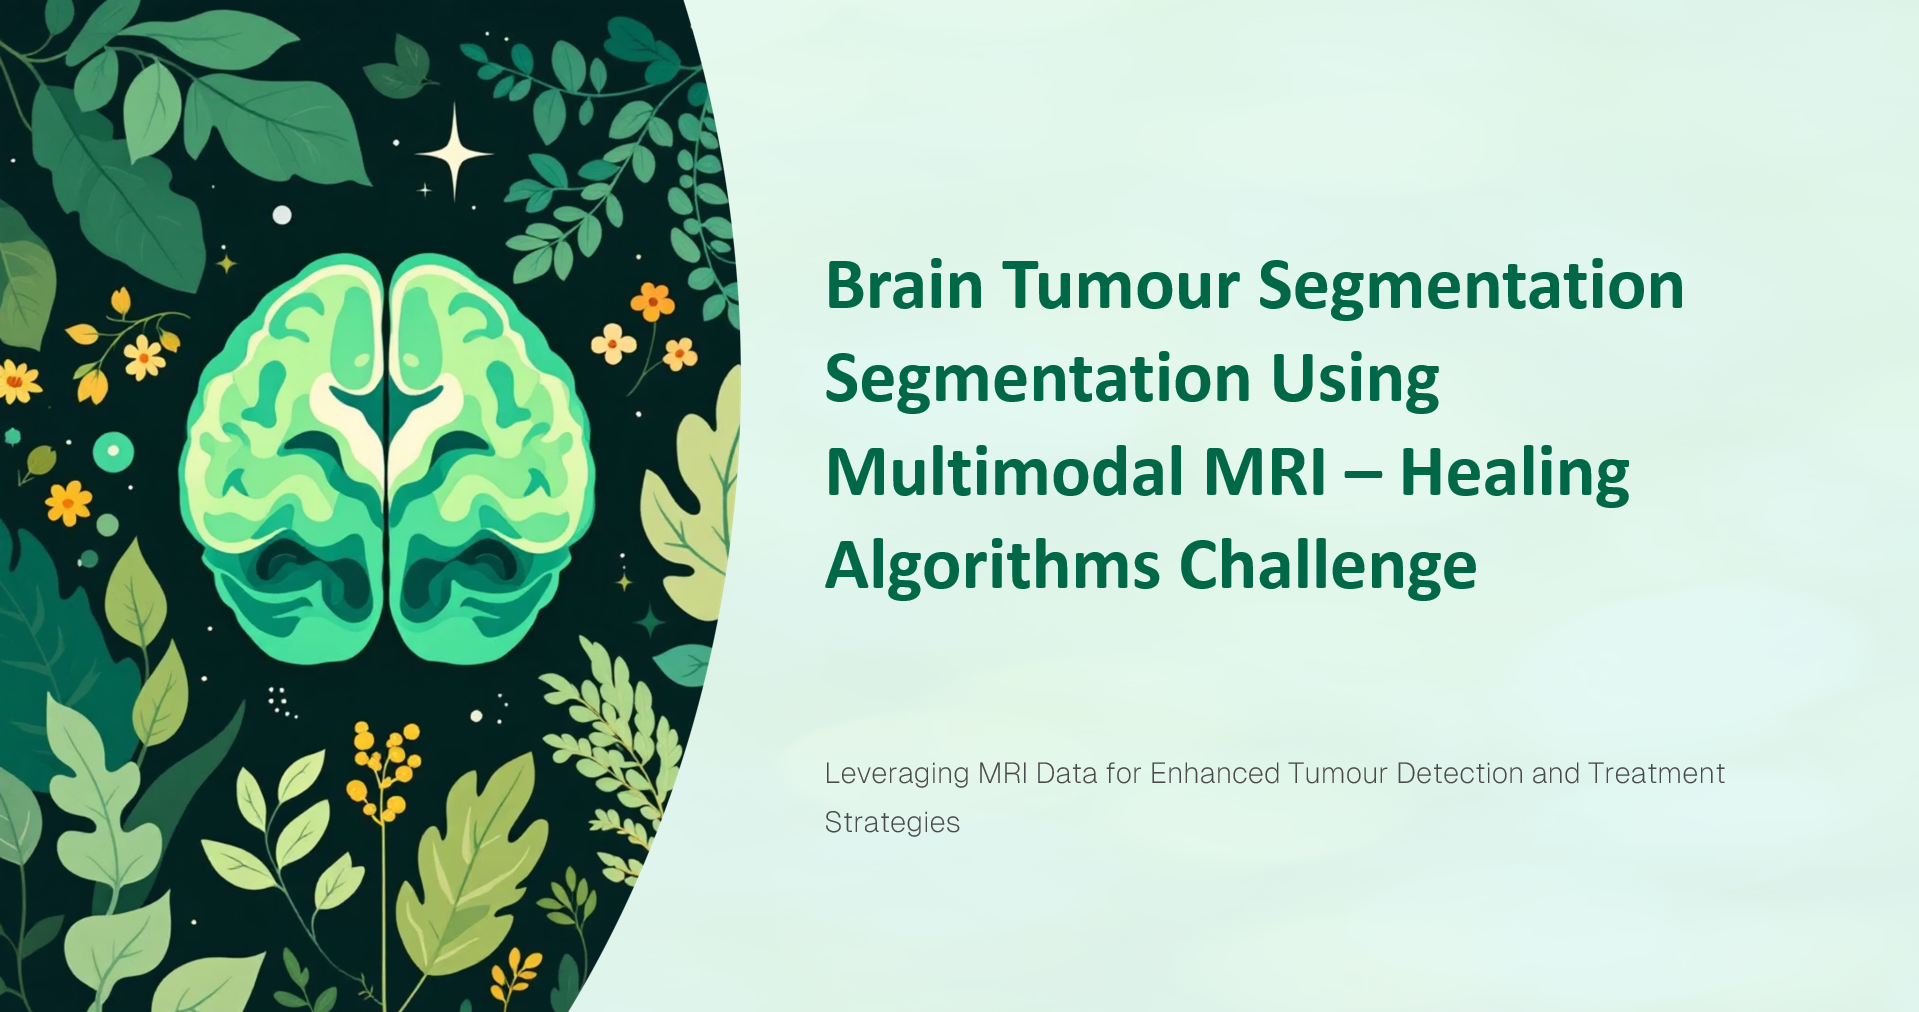 Brain Tumour Segmentation
Segmentation Using
Multimodal MRI – Healing
Algorithms Challenge
Leveraging MRI Data for Enhanced Tumour Detection and Treatment
Strategies